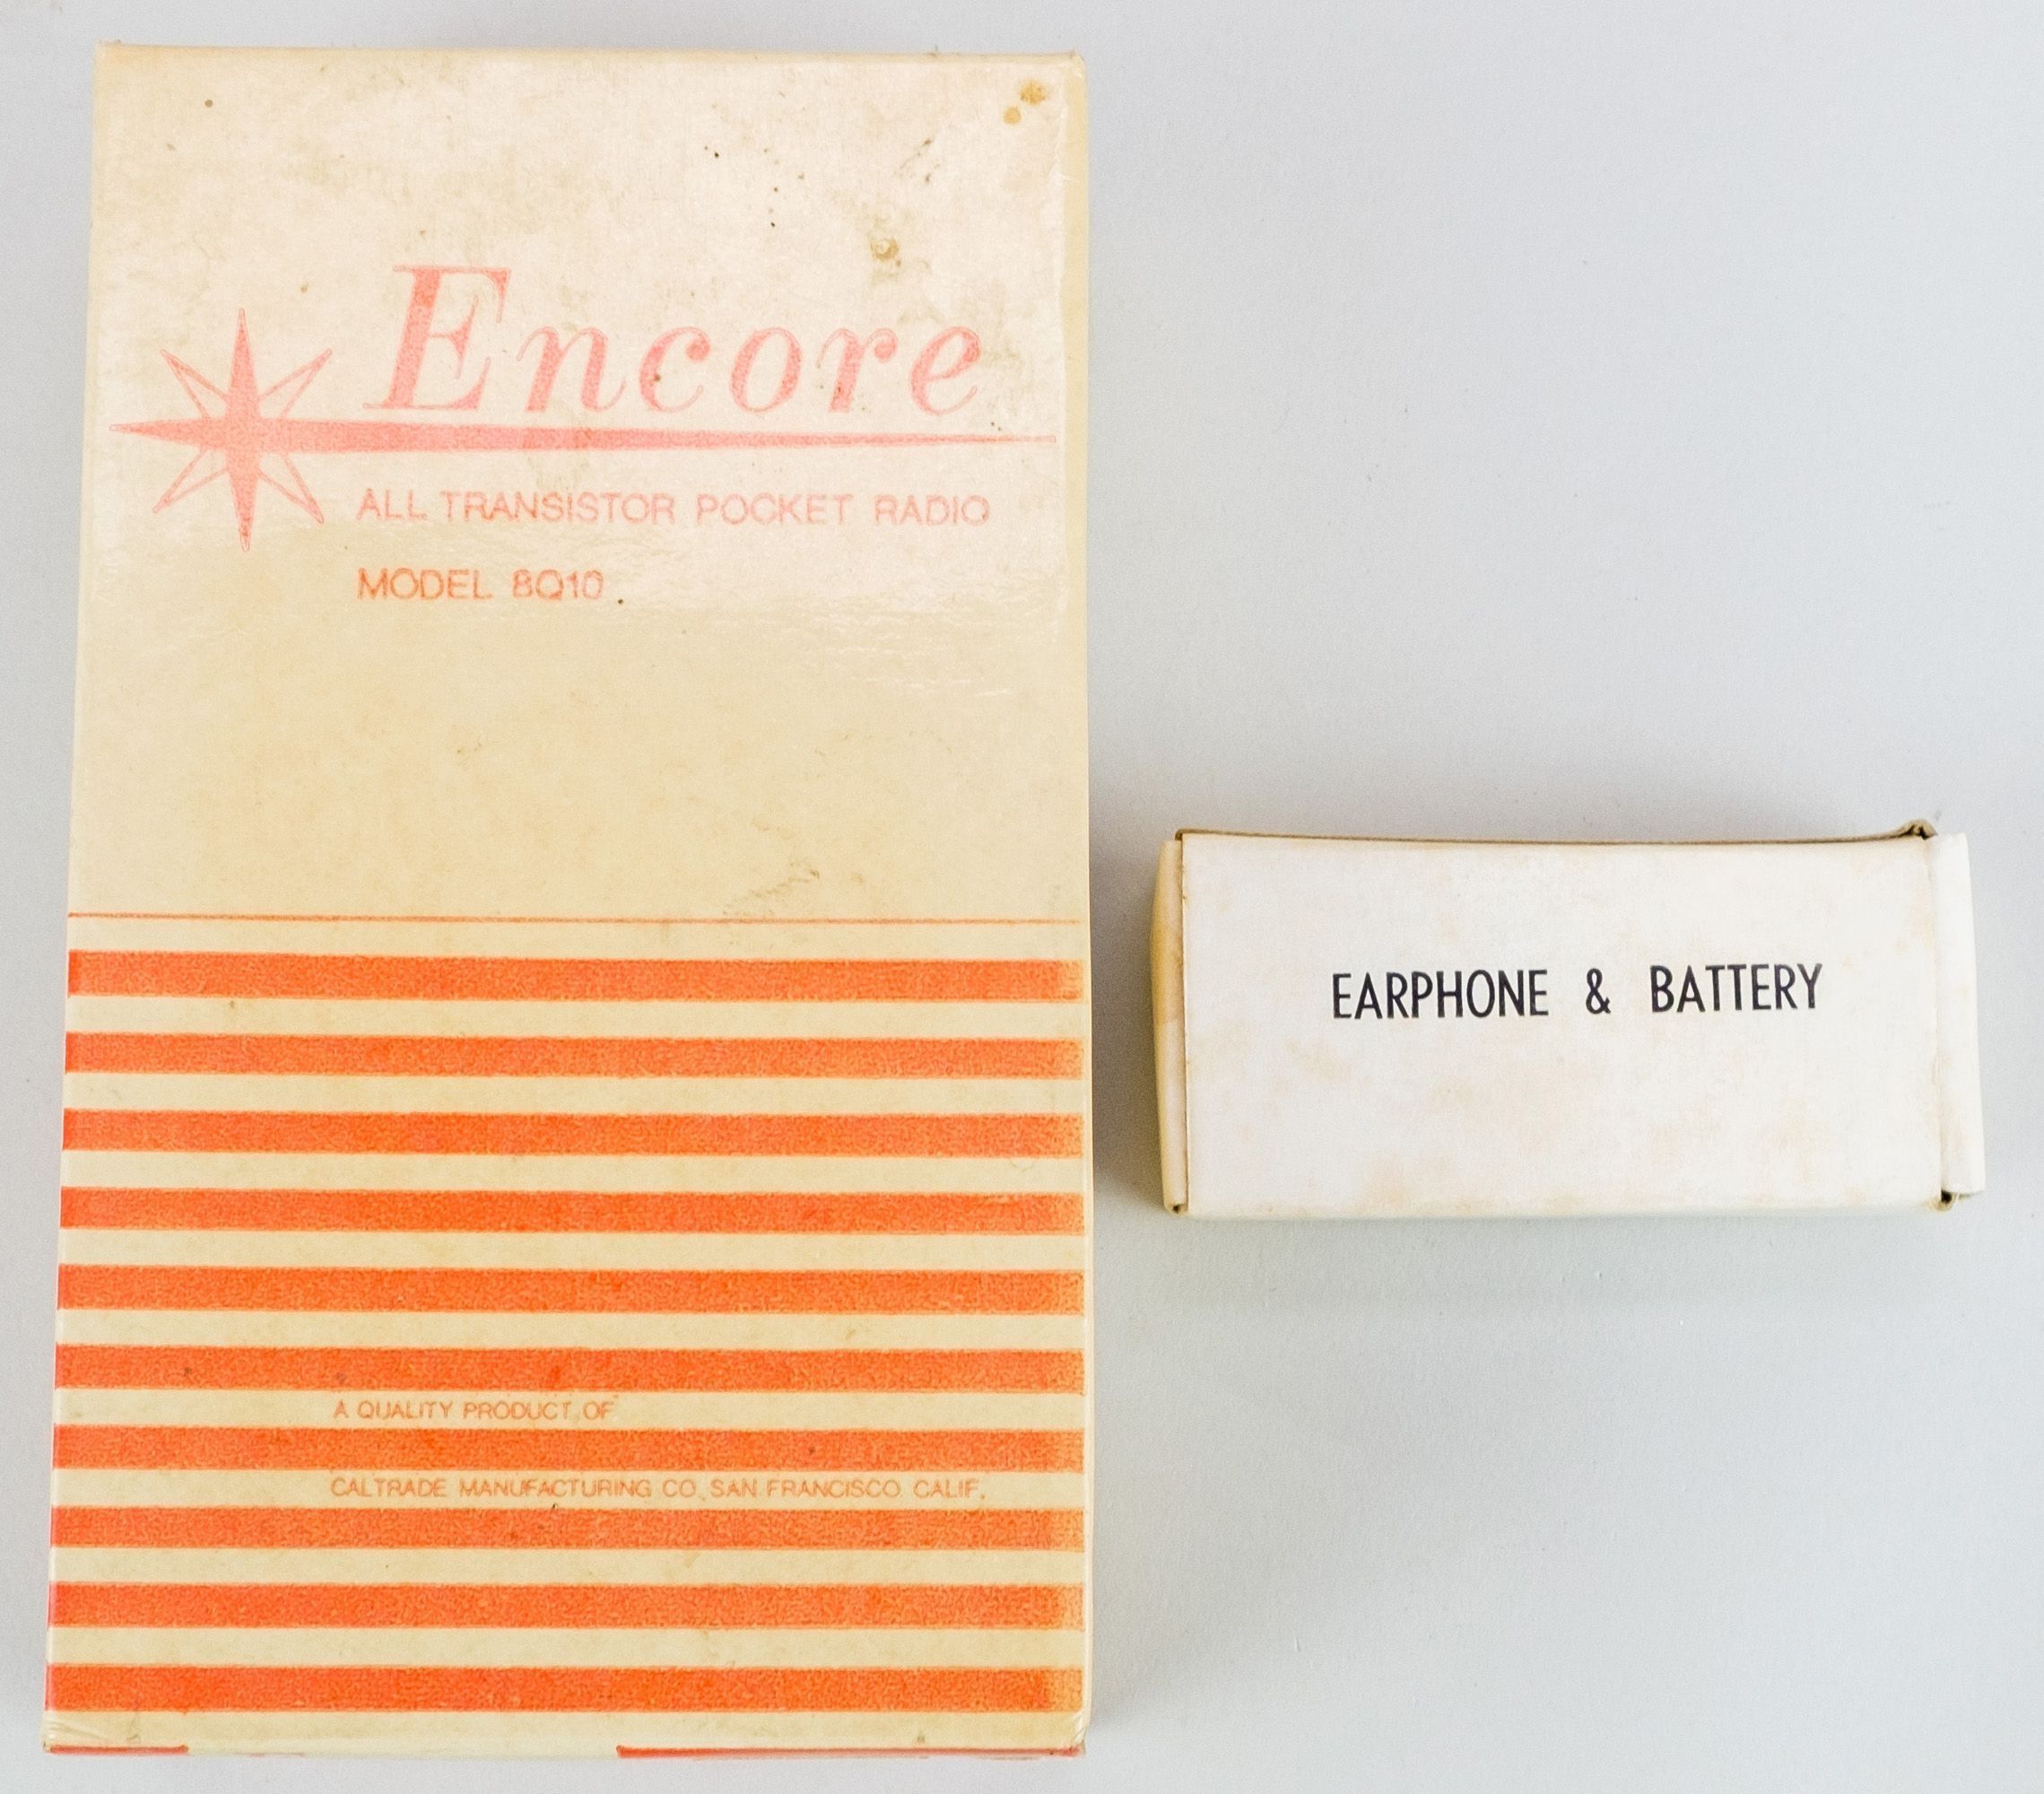 Encore
ALL TRANSISTOR POCKET RADIO
MODEL 8Q10
A QUALITY PRODUCT OF
CALTRADE MANUFACTURING CO. SAN FRANCISCO CALIF.
EARPHONE & BATTERY